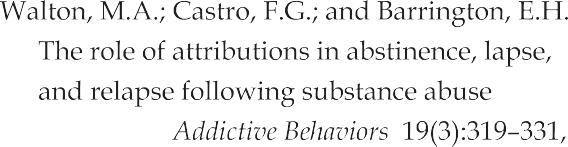 Walton, M.A.; Castro, F.G.; and Barrington, E.H.
The role of attributions in abstinence, lapse,
and relapse following substance abuse
Addictive Behaviors 19(3):319–331,